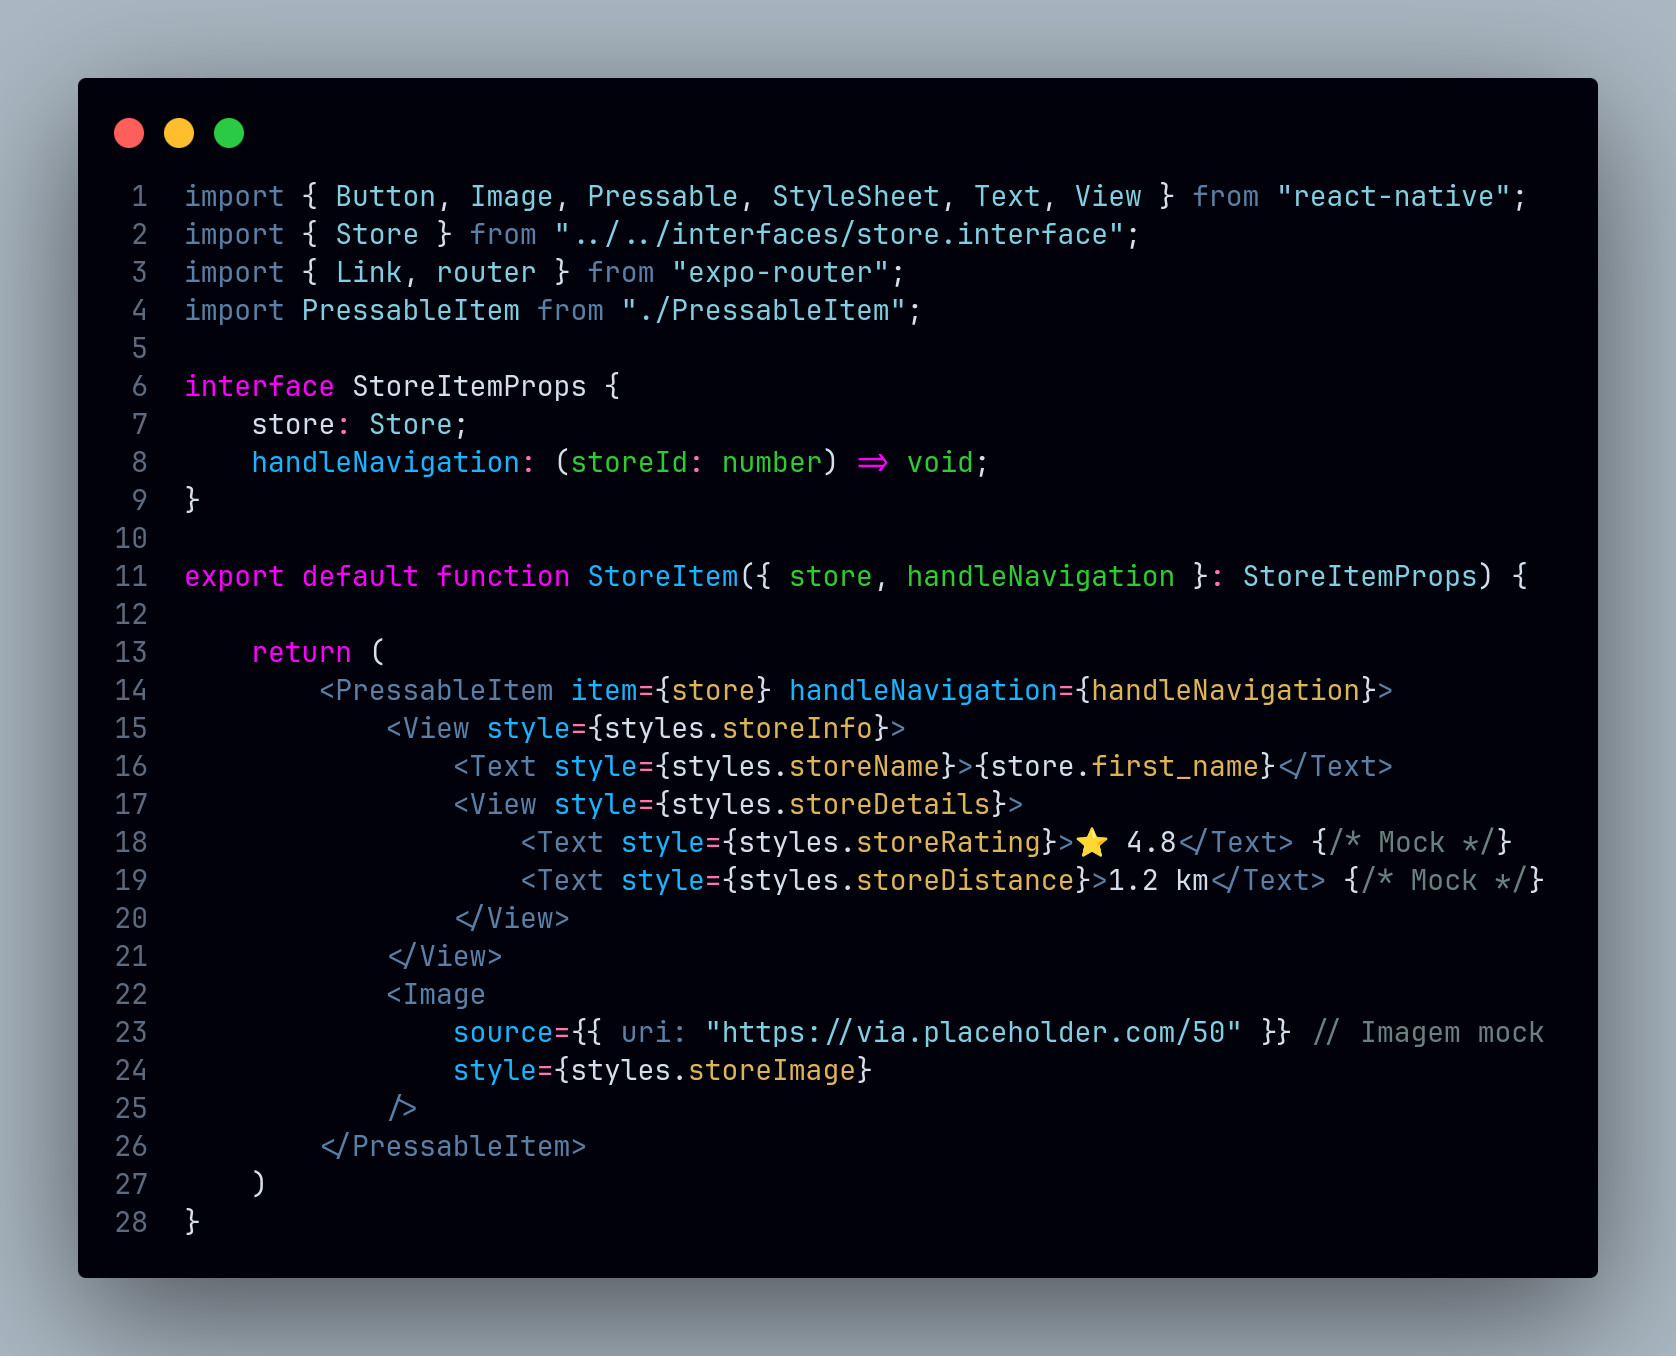 1 import { Button, Image, Pressable, StyleSheet, Text, View } from "react-native";
2 import { Store } from "../../interfaces/store.interface";
3 import { Link, router } from "expo-router";
4 import PressableItem from "./PressableItem";
5
6 interface StoreItemProps {
7     store: Store;
8     handleNavigation: (storeId: number) => void;
9 }
10
11 export default function StoreItem({ store, handleNavigation }: StoreItemProps) {
12
13     return (
14         <PressableItem item={store} handleNavigation={handleNavigation}>
15             <View style={styles.storeInfo}>
16                 <Text style={styles.storeName}>{store.first_name}</Text>
17                 <View style={styles.storeDetails}>
18                     <Text style={styles.storeRating}>⭐ 4.8</Text> {/* Mock */}
19                     <Text style={styles.storeDistance}>1.2 km</Text> {/* Mock */}
20                 </View>
21             </View>
22             <Image
23                 source={{ uri: "https://via.placeholder.com/50" }} // Imagem mock
24                 style={styles.storeImage}
25             />
26         </PressableItem>
27     )
28 }